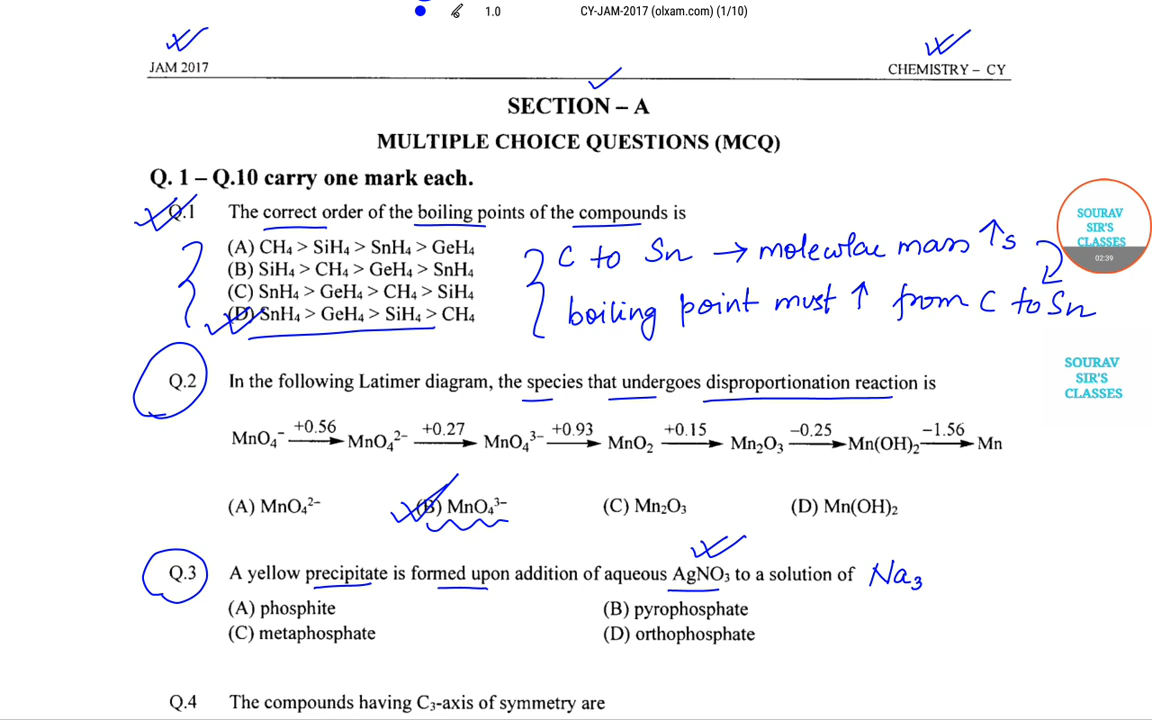 1.0 CY-JAM-2017 (olxam.com) (1/10)
JAM 2017 CHEMISTRY – CY
SECTION – A
MULTIPLE CHOICE QUESTIONS (MCQ)
Q. 1 – Q.10 carry one mark each.
Q.1 The correct order of the boiling points of the compounds is
(A) CH₄ > SiH₄ > SnH₄ > GeH₄
(B) SiH₄ > CH₄ > GeH₄ > SnH₄
(C) SnH₄ > GeH₄ > CH₄ > SiH₄
(D) SnH₄ > GeH₄ > SiH₄ > CH₄
C to Sn → molecular mass ↑s
boiling point must ↑ from C to Sn
SOURAV
SIR'S
CLASSES
02:39
SOURAV
SIR'S
CLASSES
Q.2 In the following Latimer diagram, the species that undergoes disproportionation reaction is
+0.56 +0.27 +0.93 +0.15 −0.25 −1.56
MnO₄⁻ → MnO₄²⁻ → MnO₄³⁻ → MnO₂ → Mn₂O₃ → Mn(OH)₂ → Mn
(A) MnO₄²⁻ (B) MnO₄³⁻ (C) Mn₂O₃ (D) Mn(OH)₂
Q.3 A yellow precipitate is formed upon addition of aqueous AgNO₃ to a solution of Na₃
(A) phosphite (B) pyrophosphate
(C) metaphosphate (D) orthophosphate
Q.4 The compounds having C₃-axis of symmetry are